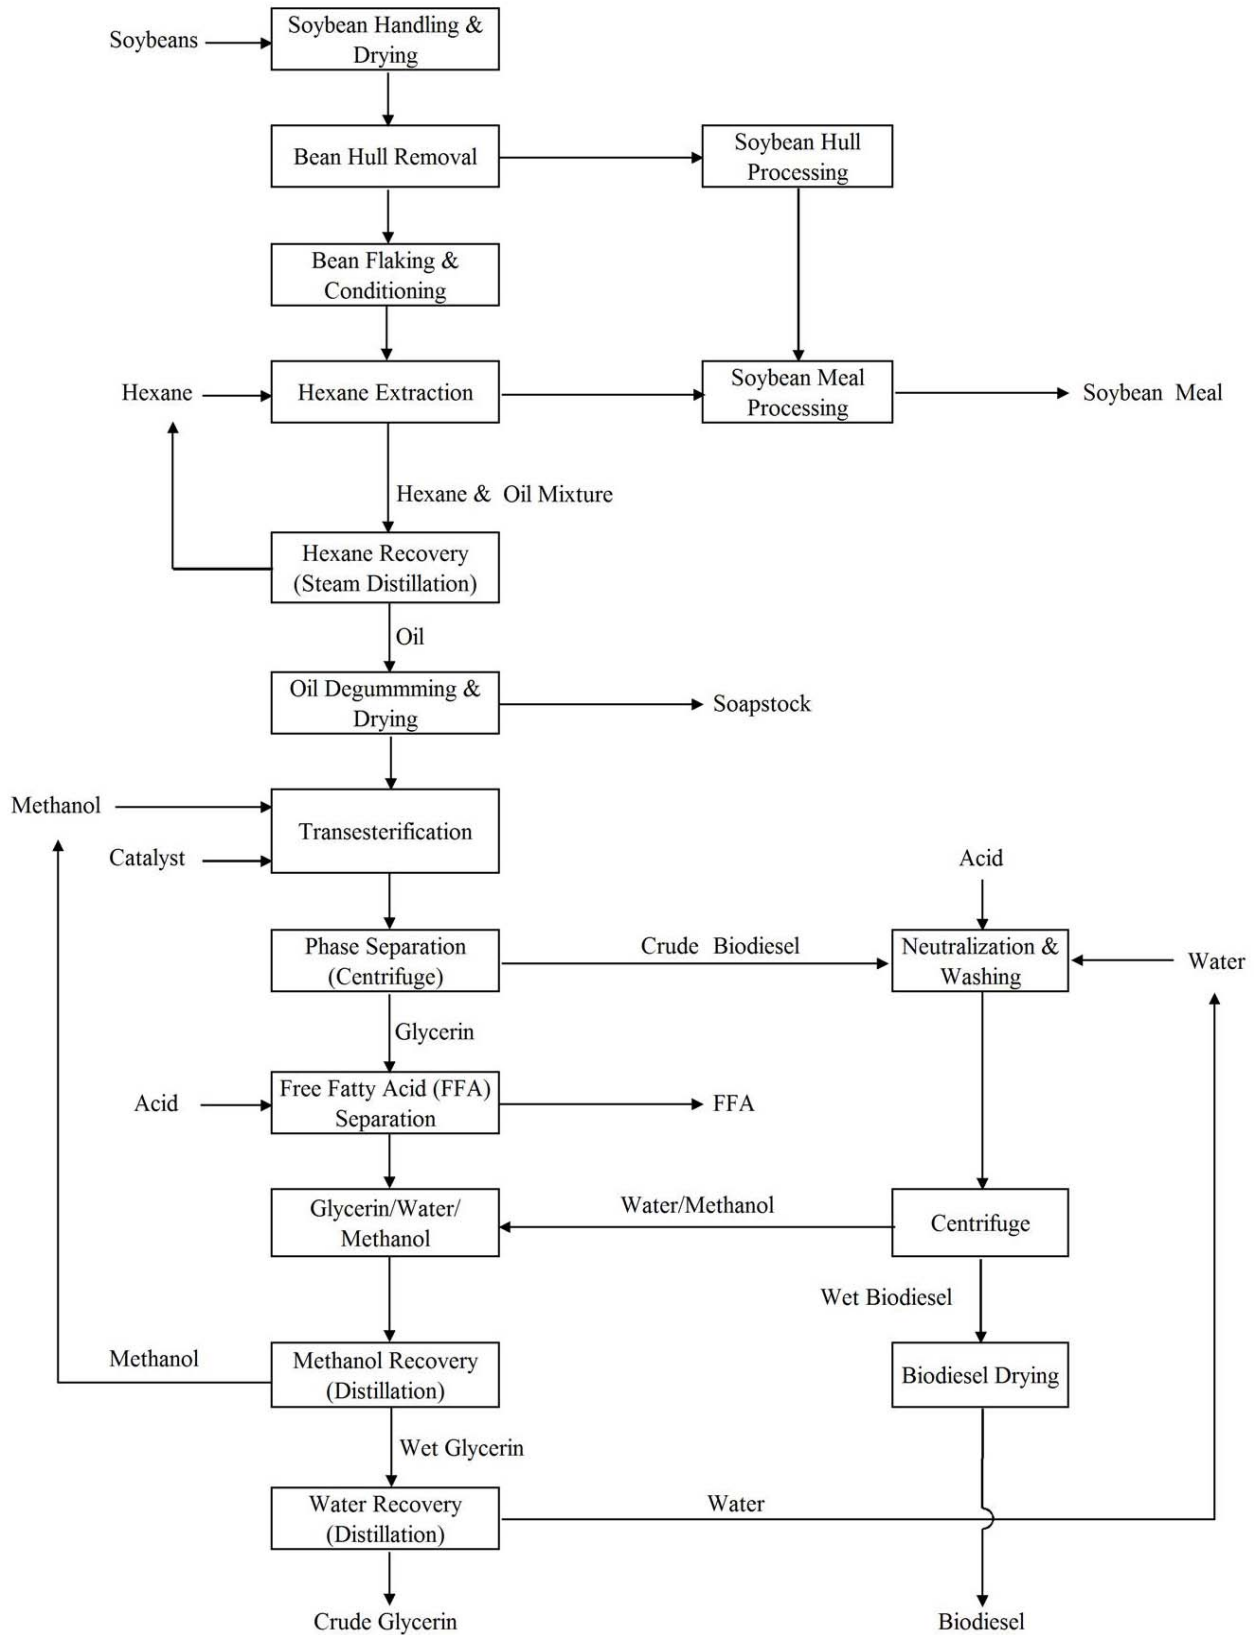 Soybeans
Soybean Handling &
Drying
Bean Hull Removal
Soybean Hull
Processing
Bean Flaking &
Conditioning
Hexane
Hexane Extraction
Soybean Meal
Processing
Soybean Meal
Hexane & Oil Mixture
Hexane Recovery
(Steam Distillation)
Oil
Oil Degummming &
Drying
Soapstock
Methanol
Transesterification
Catalyst
Acid
Phase Separation
(Centrifuge)
Crude Biodiesel
Neutralization &
Washing
Water
Glycerin
Acid
Free Fatty Acid (FFA)
Separation
FFA
Glycerin/Water/
Methanol
Water/Methanol
Centrifuge
Wet Biodiesel
Methanol
Methanol Recovery
(Distillation)
Biodiesel Drying
Wet Glycerin
Water Recovery
(Distillation)
Water
Crude Glycerin
Biodiesel